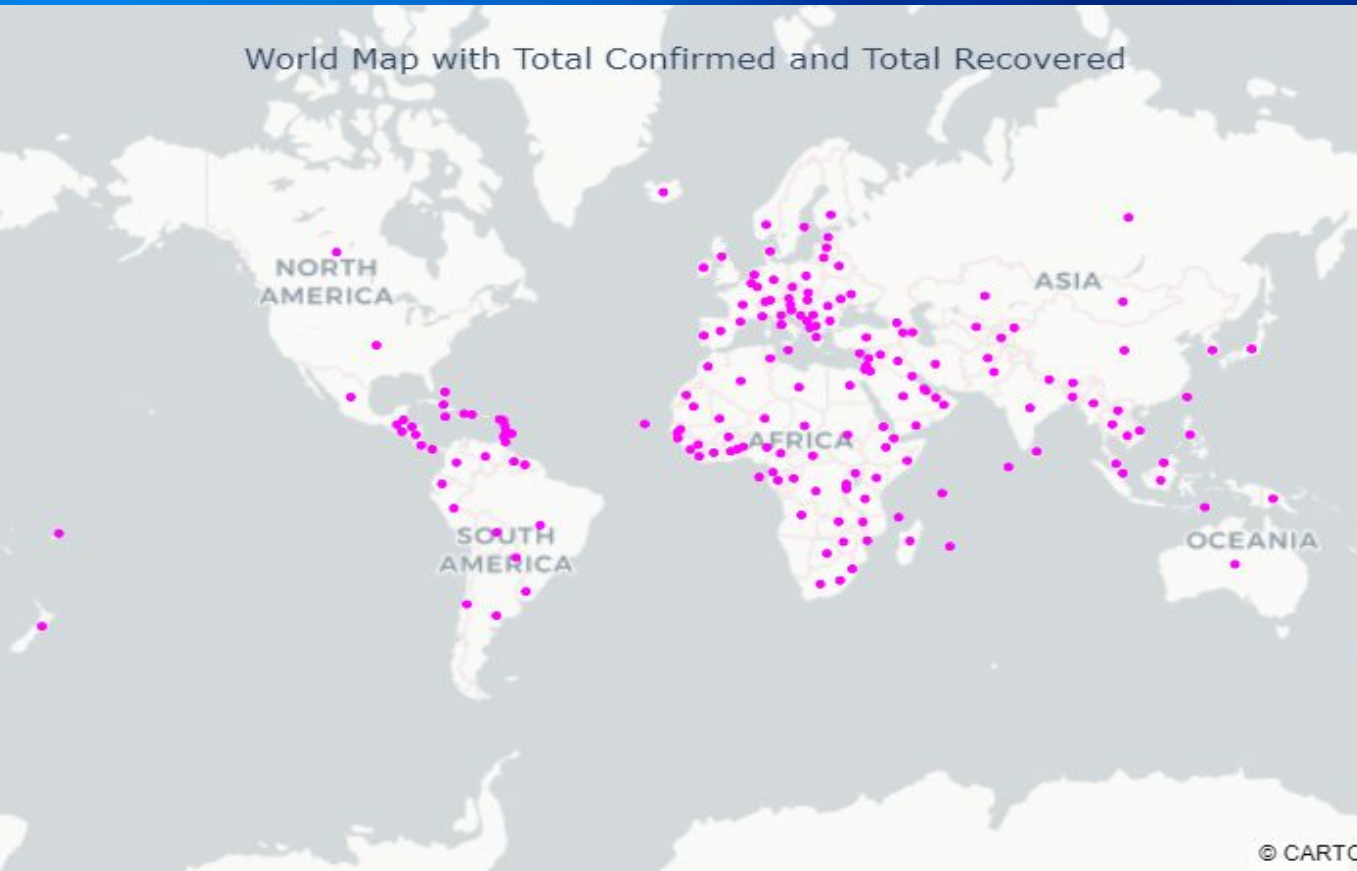 World Map with Total Confirmed and Total Recovered
NORTH
AMERICA
ASIA
AFRICA
SOUTH
AMERICA
OCEANIA
© CARTO